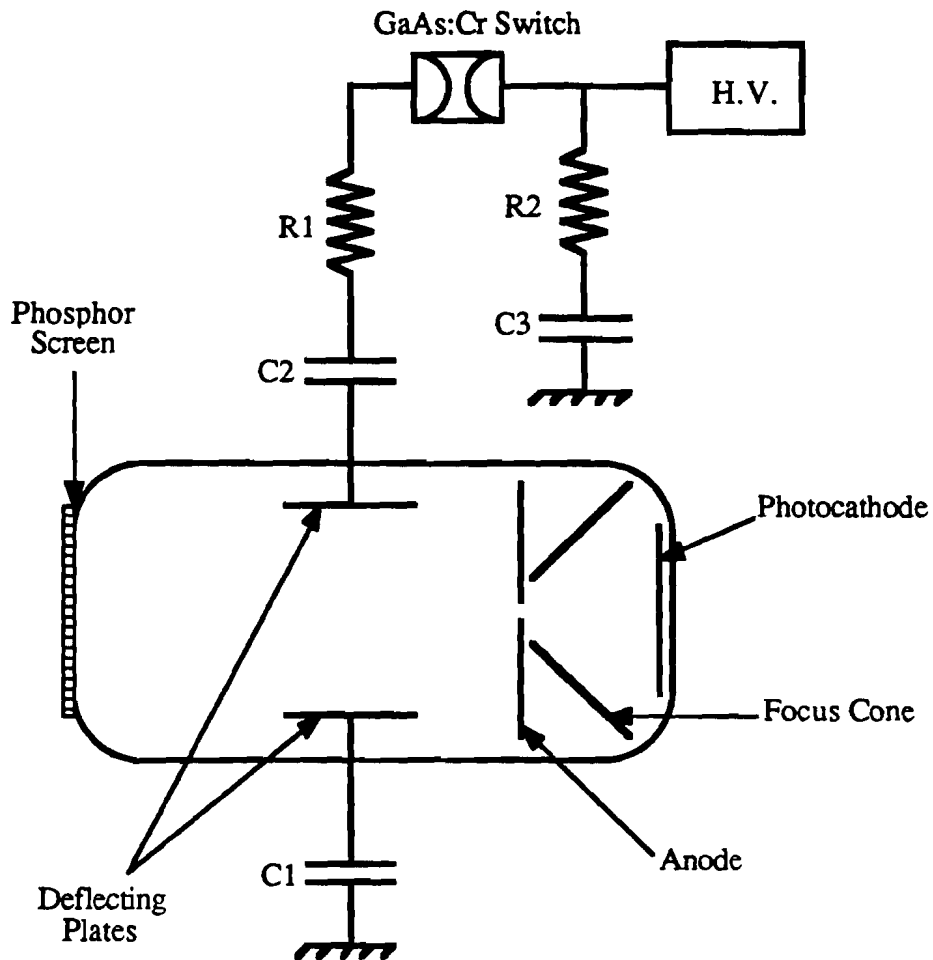 GaAs:Cr Switch
H.V.
R1
R2
Phosphor
Screen
C2
C3
Photocathode
Focus Cone
Anode
C1
Deflecting
Plates